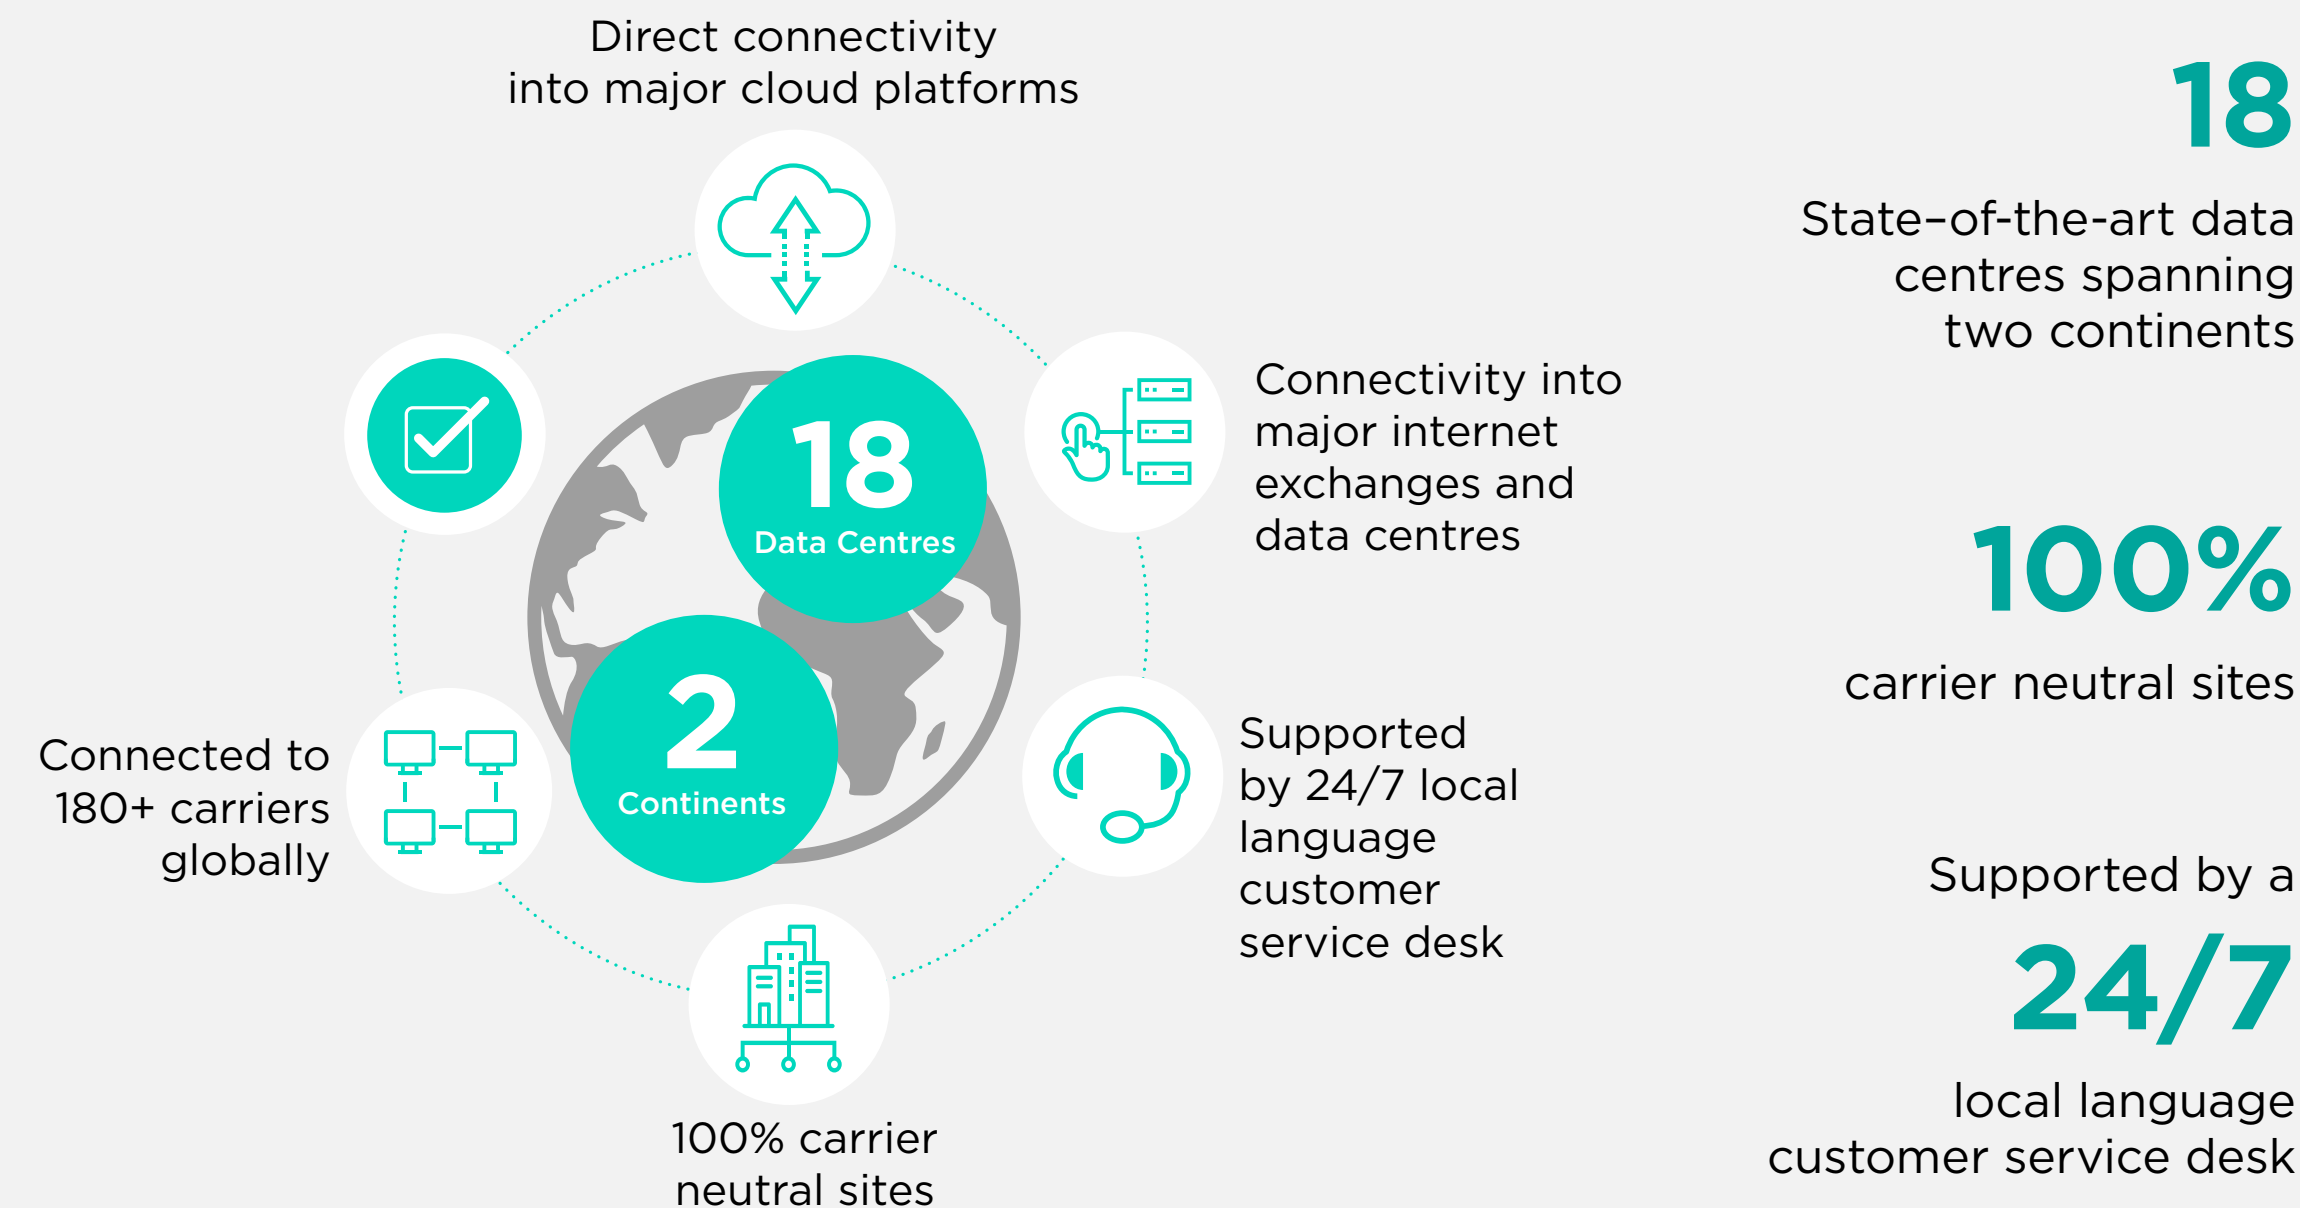 Direct connectivity
into major cloud platforms
18
Data Centres
2
Continents
Connectivity into
major internet
exchanges and
data centres
Supported
by 24/7 local
language
customer
service desk
100% carrier
neutral sites
Connected to
180+ carriers
globally
18
State–of-the-art data
centres spanning
two continents
100%
carrier neutral sites
Supported by a
24/7
local language
customer service desk